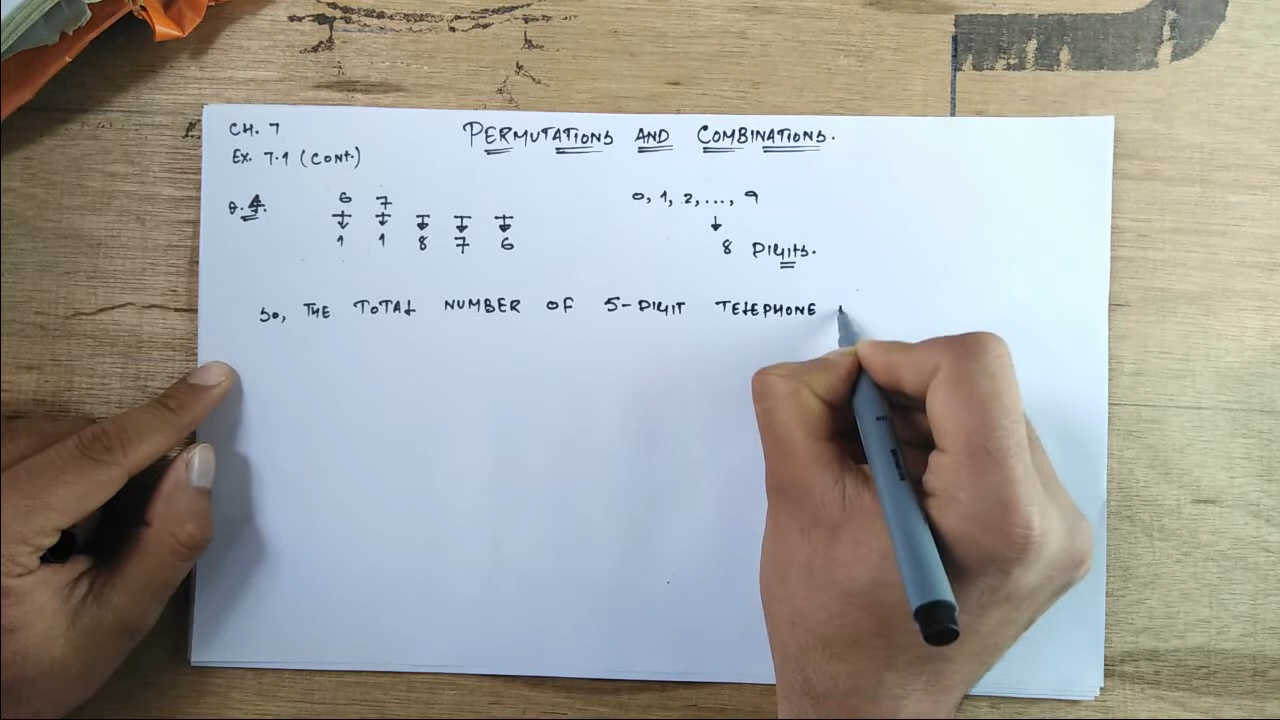 CH. 7
PERMUTATIONS AND COMBINATIONS.
Ex. 7.1 (CONT.)
Q. 4.
6 7
0, 1, 2, ..., 9
1 1 8 7 6
8 DIGITS.
SO, THE TOTAL NUMBER OF 5-DIGIT TELEPHONE